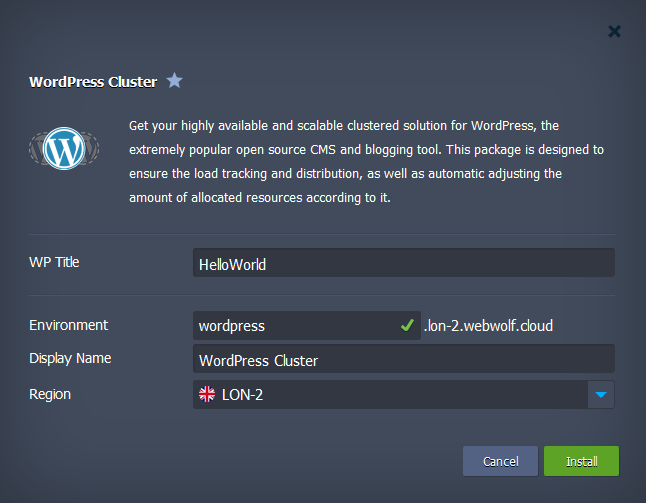 WordPress Cluster
Get your highly available and scalable clustered solution for WordPress, the
extremely popular open source CMS and blogging tool. This package is designed to
ensure the load tracking and distribution, as well as automatic adjusting the
amount of allocated resources according to it.
WP Title HelloWorld
Environment wordpress .lon-2.webwolf.cloud
Display Name WordPress Cluster
Region LON-2
Cancel Install